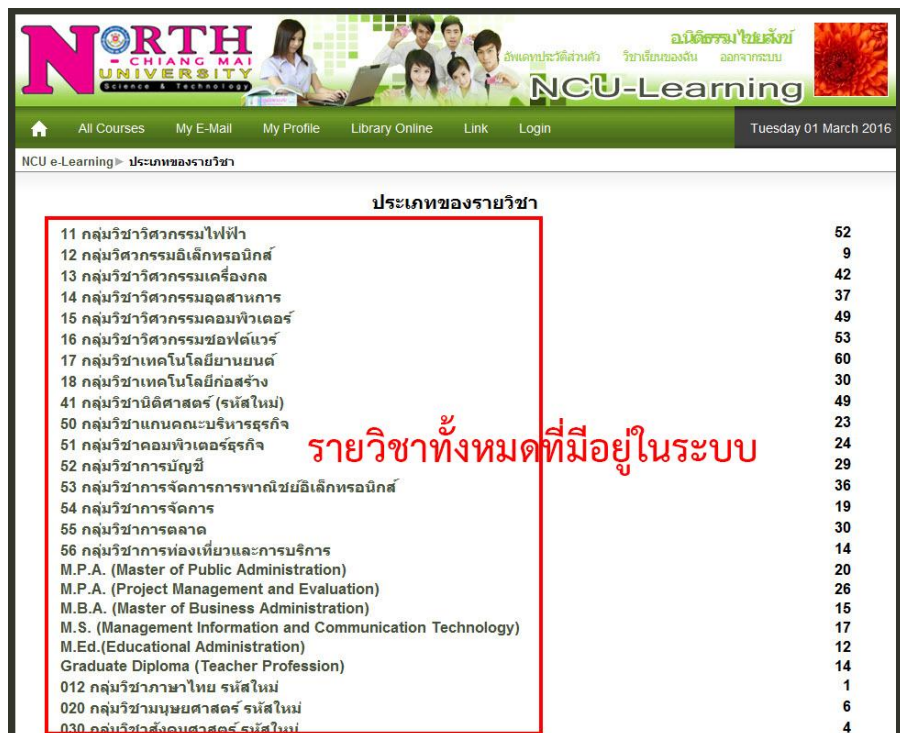 NORTH
- CHIANG MAI
UNIVERSITY
Science & Technology
อ.นิติธรรม ไชยสังข์
อัพเดทประวัติส่วนตัว วิชาเรียนของฉัน ออกจากระบบ
NCU-Learning
All Courses My E-Mail My Profile Library Online Link Login Tuesday 01 March 2016
NCU e-Learning► ประเภทของรายวิชา
ประเภทของรายวิชา
11 กลุ่มวิชาวิศวกรรมไฟฟ้า 52
12 กลุ่มวิศวกรรมอิเล็กทรอนิกส์ 9
13 กลุ่มวิชาวิศวกรรมเครื่องกล 42
14 กลุ่มวิชาวิศวกรรมอุตสาหการ 37
15 กลุ่มวิชาวิศวกรรมคอมพิวเตอร์ 49
16 กลุ่มวิชาวิศวกรรมซอฟต์แวร์ 53
17 กลุ่มวิชาเทคโนโลยียานยนต์ 60
18 กลุ่มวิชาเทคโนโลยีก่อสร้าง 30
41 กลุ่มวิชานิติศาสตร์ (รหัสใหม่) 49
50 กลุ่มวิชาแกนคณะบริหารธุรกิจ 23
51 กลุ่มวิชาคอมพิวเตอร์ธุรกิจ 24
รายวิชาทั้งหมดที่มีอยู่ในระบบ
52 กลุ่มวิชาการบัญชี 29
53 กลุ่มวิชาการจัดการการพาณิชย์อิเล็กทรอนิกส์ 36
54 กลุ่มวิชาการจัดการ 19
55 กลุ่มวิชาการตลาด 30
56 กลุ่มวิชาการท่องเที่ยวและการบริการ 14
M.P.A. (Master of Public Administration) 20
M.P.A. (Project Management and Evaluation) 26
M.B.A. (Master of Business Administration) 15
M.S. (Management Information and Communication Technology) 17
M.Ed.(Educational Administration) 12
Graduate Diploma (Teacher Profession) 14
012 กลุ่มวิชาภาษาไทย รหัสใหม่ 1
020 กลุ่มวิชามนุษยศาสตร์ รหัสใหม่ 6
030 กลุ่มวิชาสังคมศาสตร์ รหัสใหม่ 4